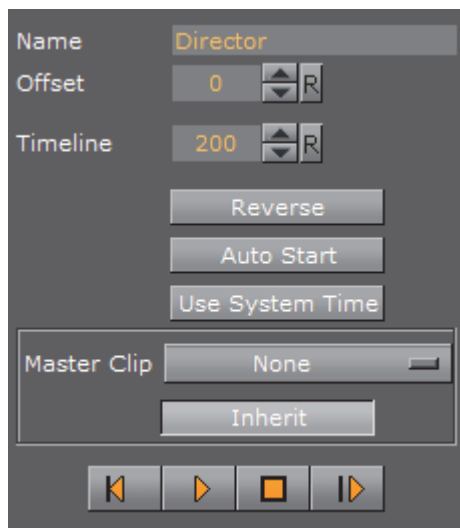 Name Director
Offset 0 R
Timeline 200 R
Reverse
Auto Start
Use System Time
Master Clip None
Inherit